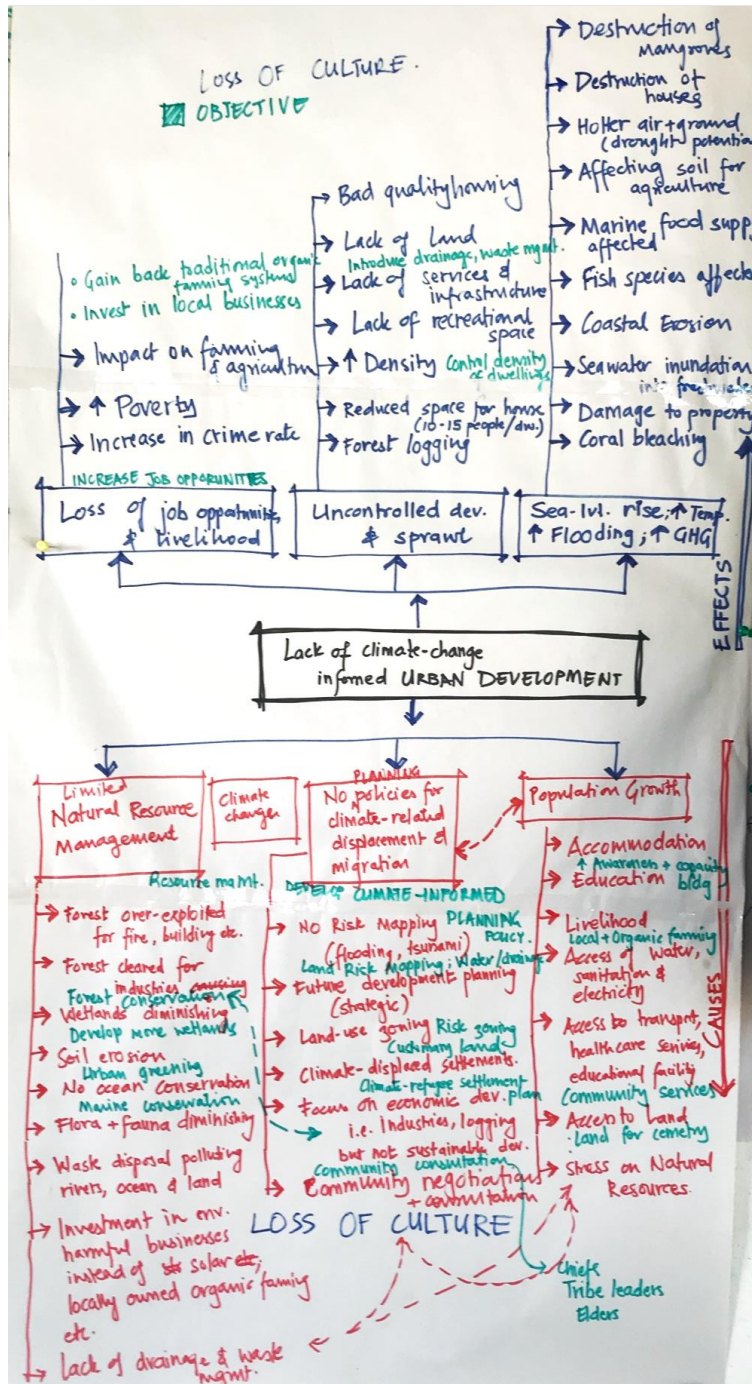 LOSS OF CULTURE.
OBJECTIVE
• Gain back traditional organic
farming systems
• Invest in local businesses
Impact on farming
& agriculture
↑ Poverty
Increase in crime rate
INCREASE JOB OPPORUNITIES
Loss of job opportunities
& livelihood
Bad quality housing
Lack of Land
Introduce drainage, waste mgmt.
Lack of services &
infrastructure
Lack of recreational
space
↑ Density Control density
of dwellings
Reduced space for house
(10-15 people/dw.)
Forest logging
Uncontrolled dev.
& sprawl
Destruction of
mangroves
Destruction of
houses
Hotter air + ground
(drought potential
Affecting soil for
agriculture
Marine food supp
affected
Fish species affecte
Coastal Erosion
Seawater inundation
into freshwate
Damage to property
Coral bleaching
Sea-lvl. rise; ↑ Temp.
↑ Flooding; ↑ GHG
EFFECTS
Lack of climate-change
informed URBAN DEVELOPMENT
Limited
Natural Resource
Management
Climate
changes
PLANNING
No policies for
climate-related
displacement &
migration
Population Growth
Resource mgmt.
Forest over-exploited
for fire, building etc.
Forest cleared for
industries causing
Forest conservation
Wetlands diminishing
Develop more wetlands
Soil erosion
Urban greening
No ocean conservation
Marine conservation
Flora + fauna diminishing
Waste disposal polluting
rivers, ocean & land
Investment in env.
harmful businesses
instead of solar etc,
locally owned organic faming
etc.
Lack of drainage & waste
mgmt.
DEVELOP CLIMATE-INFORMED
PLANNING
POLICY.
No Risk Mapping
(flooding, tsunami)
Land Risk Mapping; Water/drainage
Future development planning
(strategic)
Land-use zoning Risk zoning
Customary land
Climate-displaced settlements.
Climate-refugee settlement
plan
Focus on economic dev.
i.e. Industries, logging
but not sustainable dev.
Community consultation
Community negotiations
+ consultation
Accommodation
↑ Awareness + capacity
bldg
Education
Livelihood
Local + Organic farming
Access of Water,
sanitation &
electricity
Access to transport,
healthcare serivies,
educational facility
Community services
Access to Land
: land for cemetry
Stress on Natural
Resources.
CAUSES
LOSS OF CULTURE
Chiefs
Tribe leaders
Elders